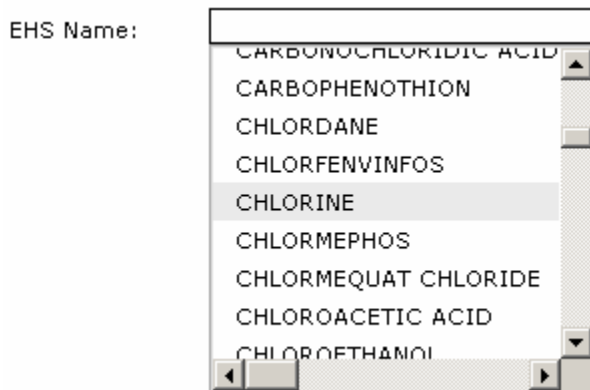 EHS Name:
CARBONOCHLORIDIC ACID
CARBOPHENOTHION
CHLORDANE
CHLORFENVINFOS
CHLORINE
CHLORMEPHOS
CHLORMEQUAT CHLORIDE
CHLOROACETIC ACID
CHLOROETHANOL